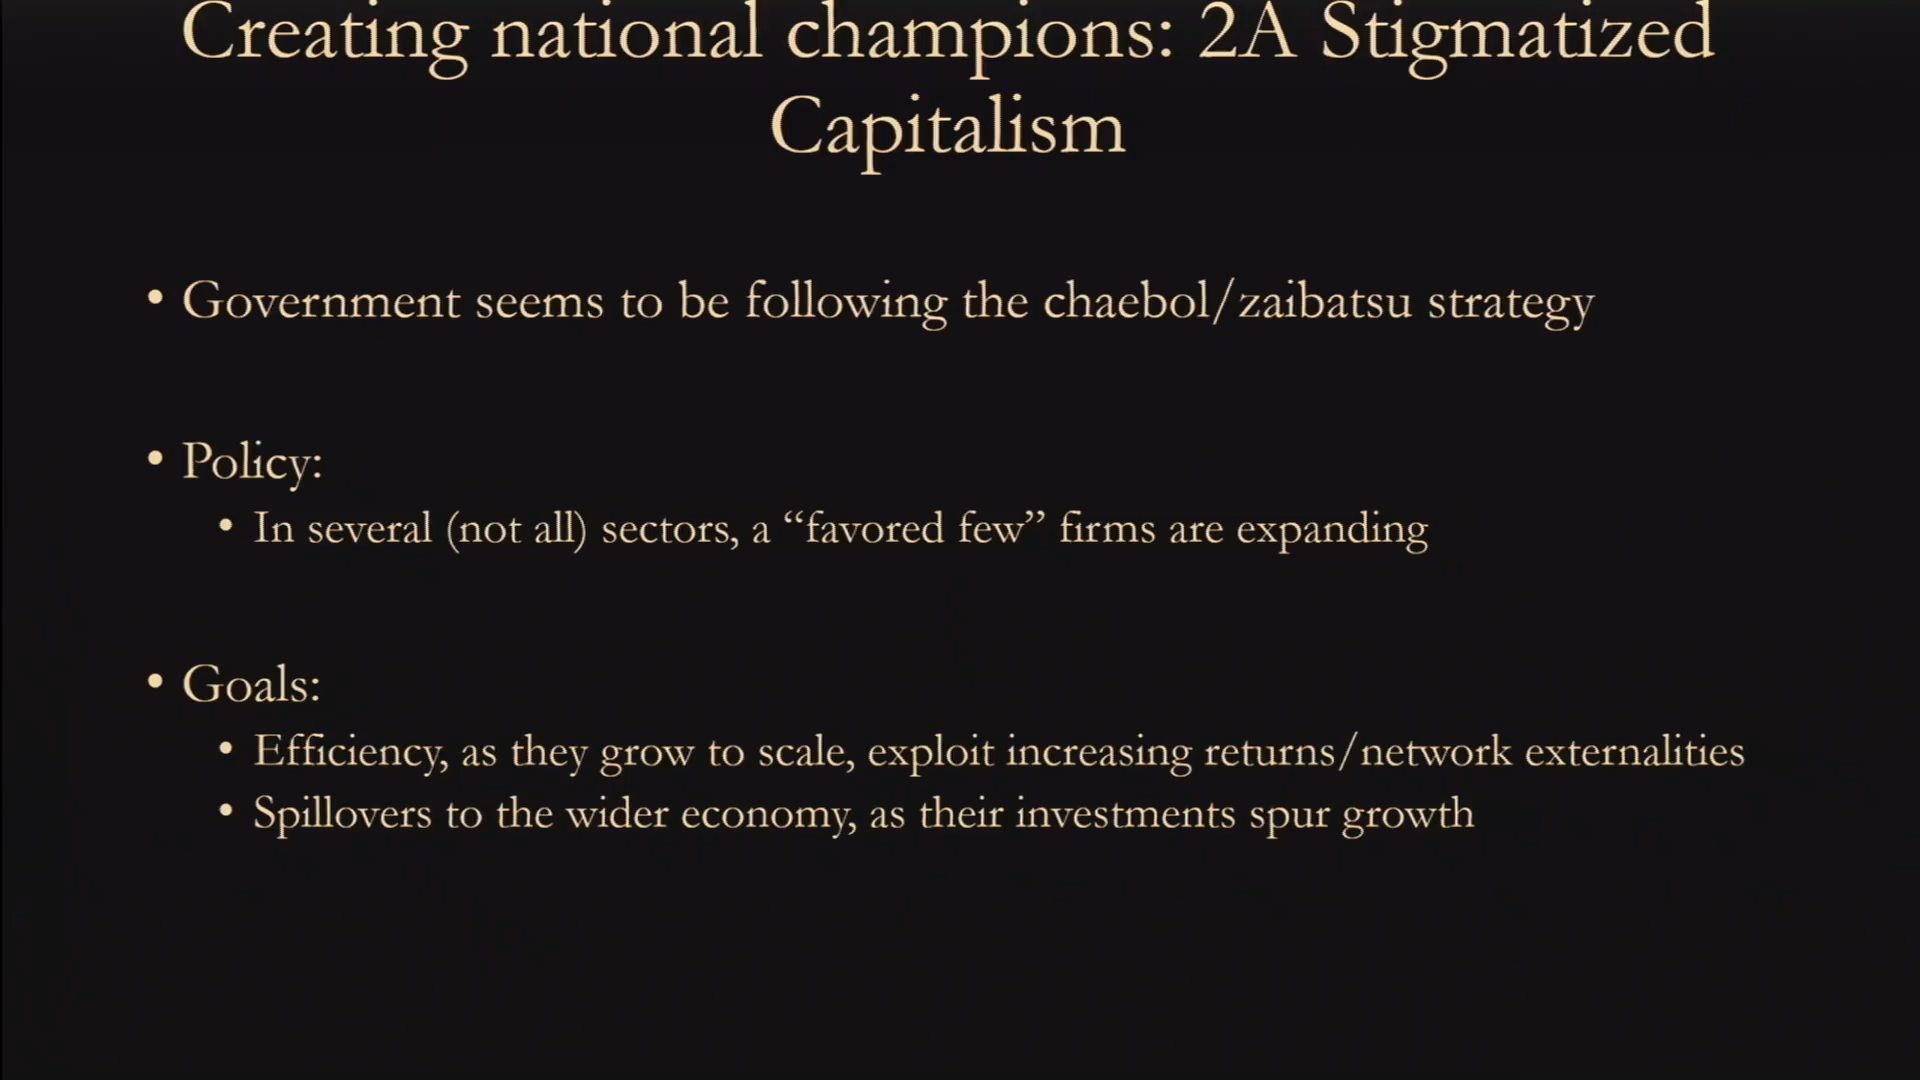 Creating national champions: 2A Stigmatized
Capitalism
• Government seems to be following the chaebol/zaibatsu strategy
• Policy:
• In several (not all) sectors, a “favored few” firms are expanding
• Goals:
• Efficiency, as they grow to scale, exploit increasing returns/network externalities
• Spillovers to the wider economy, as their investments spur growth